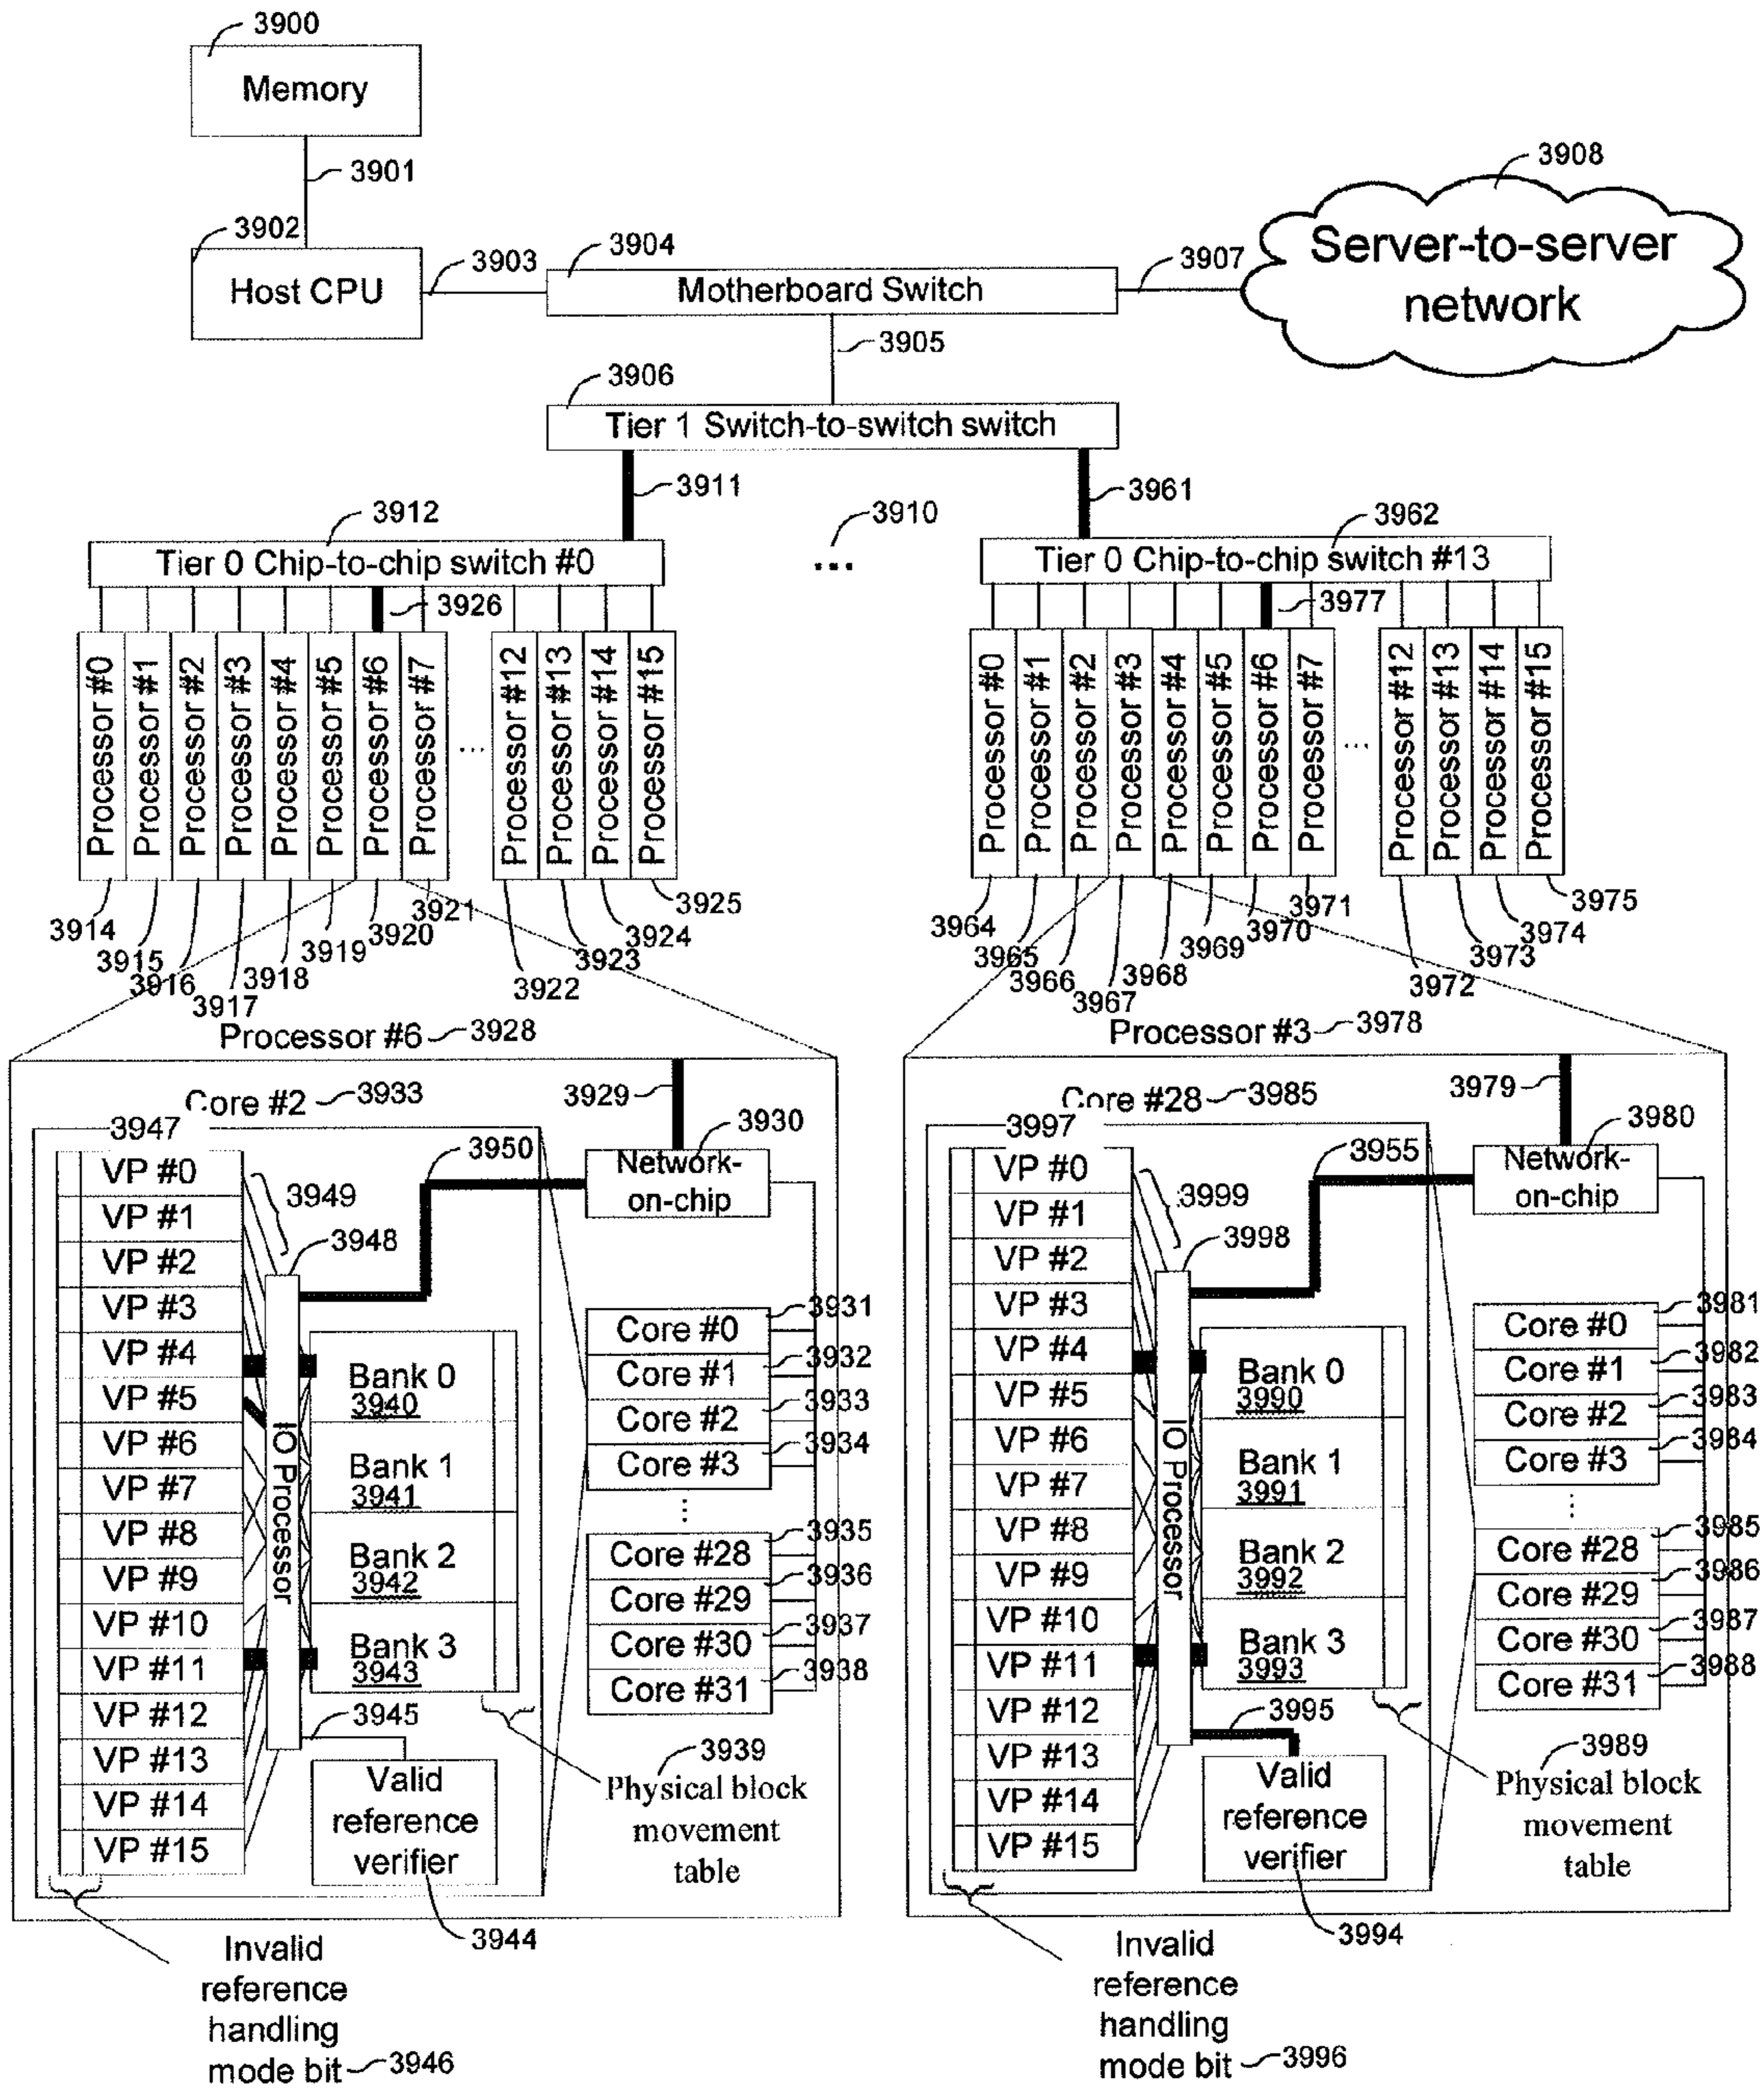 3900
Memory
3901
3902
Host CPU
3903
3904
Motherboard Switch
3907
3908
Server-to-server
network
3905
3906
Tier 1 Switch-to-switch switch
3911
3910
3961
3912
Tier 0 Chip-to-chip switch #0
...
3962
Tier 0 Chip-to-chip switch #13
3926
3977
Processor #0
Processor #1
Processor #2
Processor #3
Processor #4
Processor #5
Processor #6
Processor #7
...
Processor #12
Processor #13
Processor #14
Processor #15
Processor #0
Processor #1
Processor #2
Processor #3
Processor #4
Processor #5
Processor #6
Processor #7
...
Processor #12
Processor #13
Processor #14
Processor #15
3914
3915
3916
3917
3918
3919
3920
3921
3922
3923
3924
3925
3964
3965
3966
3967
3968
3969
3970
3971
3972
3973
3974
3975
Processor #6 3928
Core #2 3933
3929
3930
Network-
on-chip
3947
3950
3949
3948
VP #0
VP #1
VP #2
VP #3
VP #4
VP #5
VP #6
VP #7
VP #8
VP #9
VP #10
VP #11
VP #12
VP #13
VP #14
VP #15
IO Processor
Bank 0
3940
Bank 1
3941
Bank 2
3942
Bank 3
3943
3931
Core #0
3932
Core #1
3933
Core #2
3934
Core #3
...
3935
Core #28
3936
Core #29
3937
Core #30
3938
Core #31
3945
Valid
reference
verifier
3944
3939
Physical block
movement
table
Invalid
reference
handling
mode bit 3946
Processor #3 3978
Core #28 3985
3979
3980
Network-
on-chip
3997
3955
3999
3998
VP #0
VP #1
VP #2
VP #3
VP #4
VP #5
VP #6
VP #7
VP #8
VP #9
VP #10
VP #11
VP #12
VP #13
VP #14
VP #15
IO Processor
Bank 0
3990
Bank 1
3991
Bank 2
3992
Bank 3
3993
3981
Core #0
3982
Core #1
3983
Core #2
3984
Core #3
...
3985
Core #28
3986
Core #29
3987
Core #30
3988
Core #31
3995
Valid
reference
verifier
3994
3989
Physical block
movement
table
Invalid
reference
handling
mode bit 3996